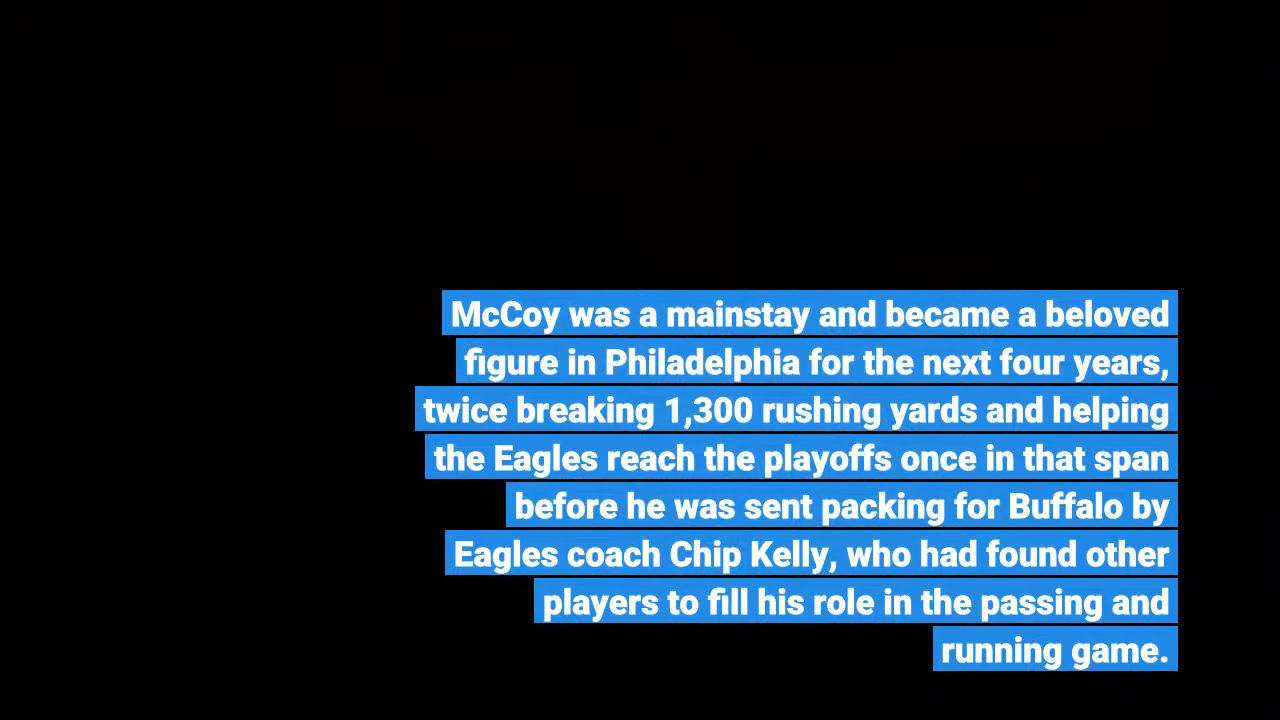 McCoy was a mainstay and became a beloved
figure in Philadelphia for the next four years,
twice breaking 1,300 rushing yards and helping
the Eagles reach the playoffs once in that span
before he was sent packing for Buffalo by
Eagles coach Chip Kelly, who had found other
players to fill his role in the passing and
running game.